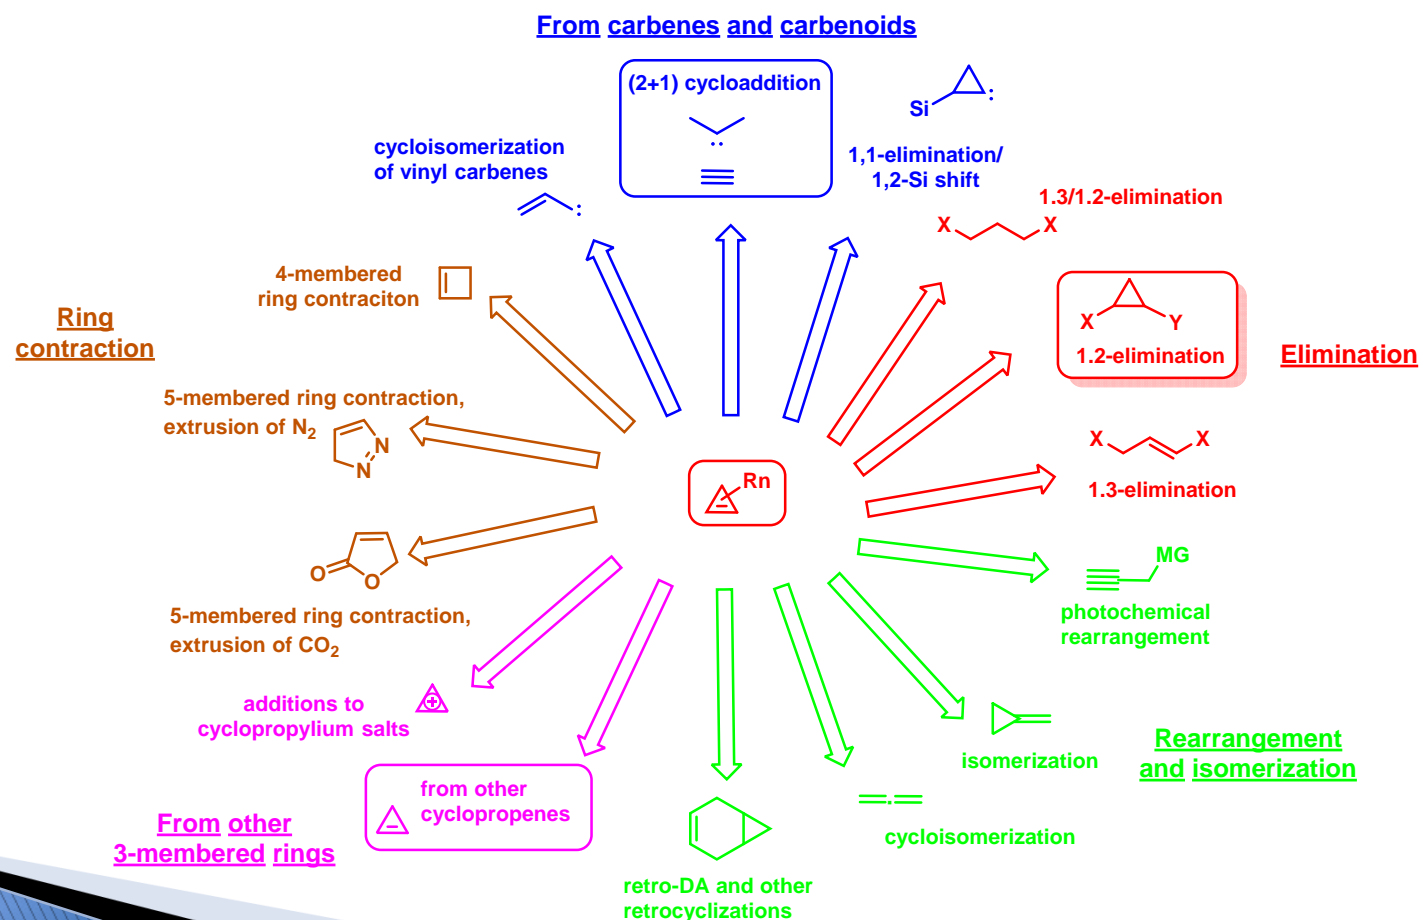 From carbenes and carbenoids
(2+1) cycloaddition
Si
:
cycloisomerization
of vinyl carbenes
:
..
1,1-elimination/
1,2-Si shift
1.3/1.2-elimination
X X
4-membered
ring contraciton
Ring
contraction
X Y
1.2-elimination
Elimination
5-membered ring contraction,
extrusion of N2
N
N
X X
1.3-elimination
Rn
O O
5-membered ring contraction,
extrusion of CO2
MG
photochemical
rearrangement
additions to
cyclopropylium salts
isomerization
Rearrangement
and isomerization
from other
cyclopropenes
From other
3-membered rings
cycloisomerization
retro-DA and other
retrocyclizations